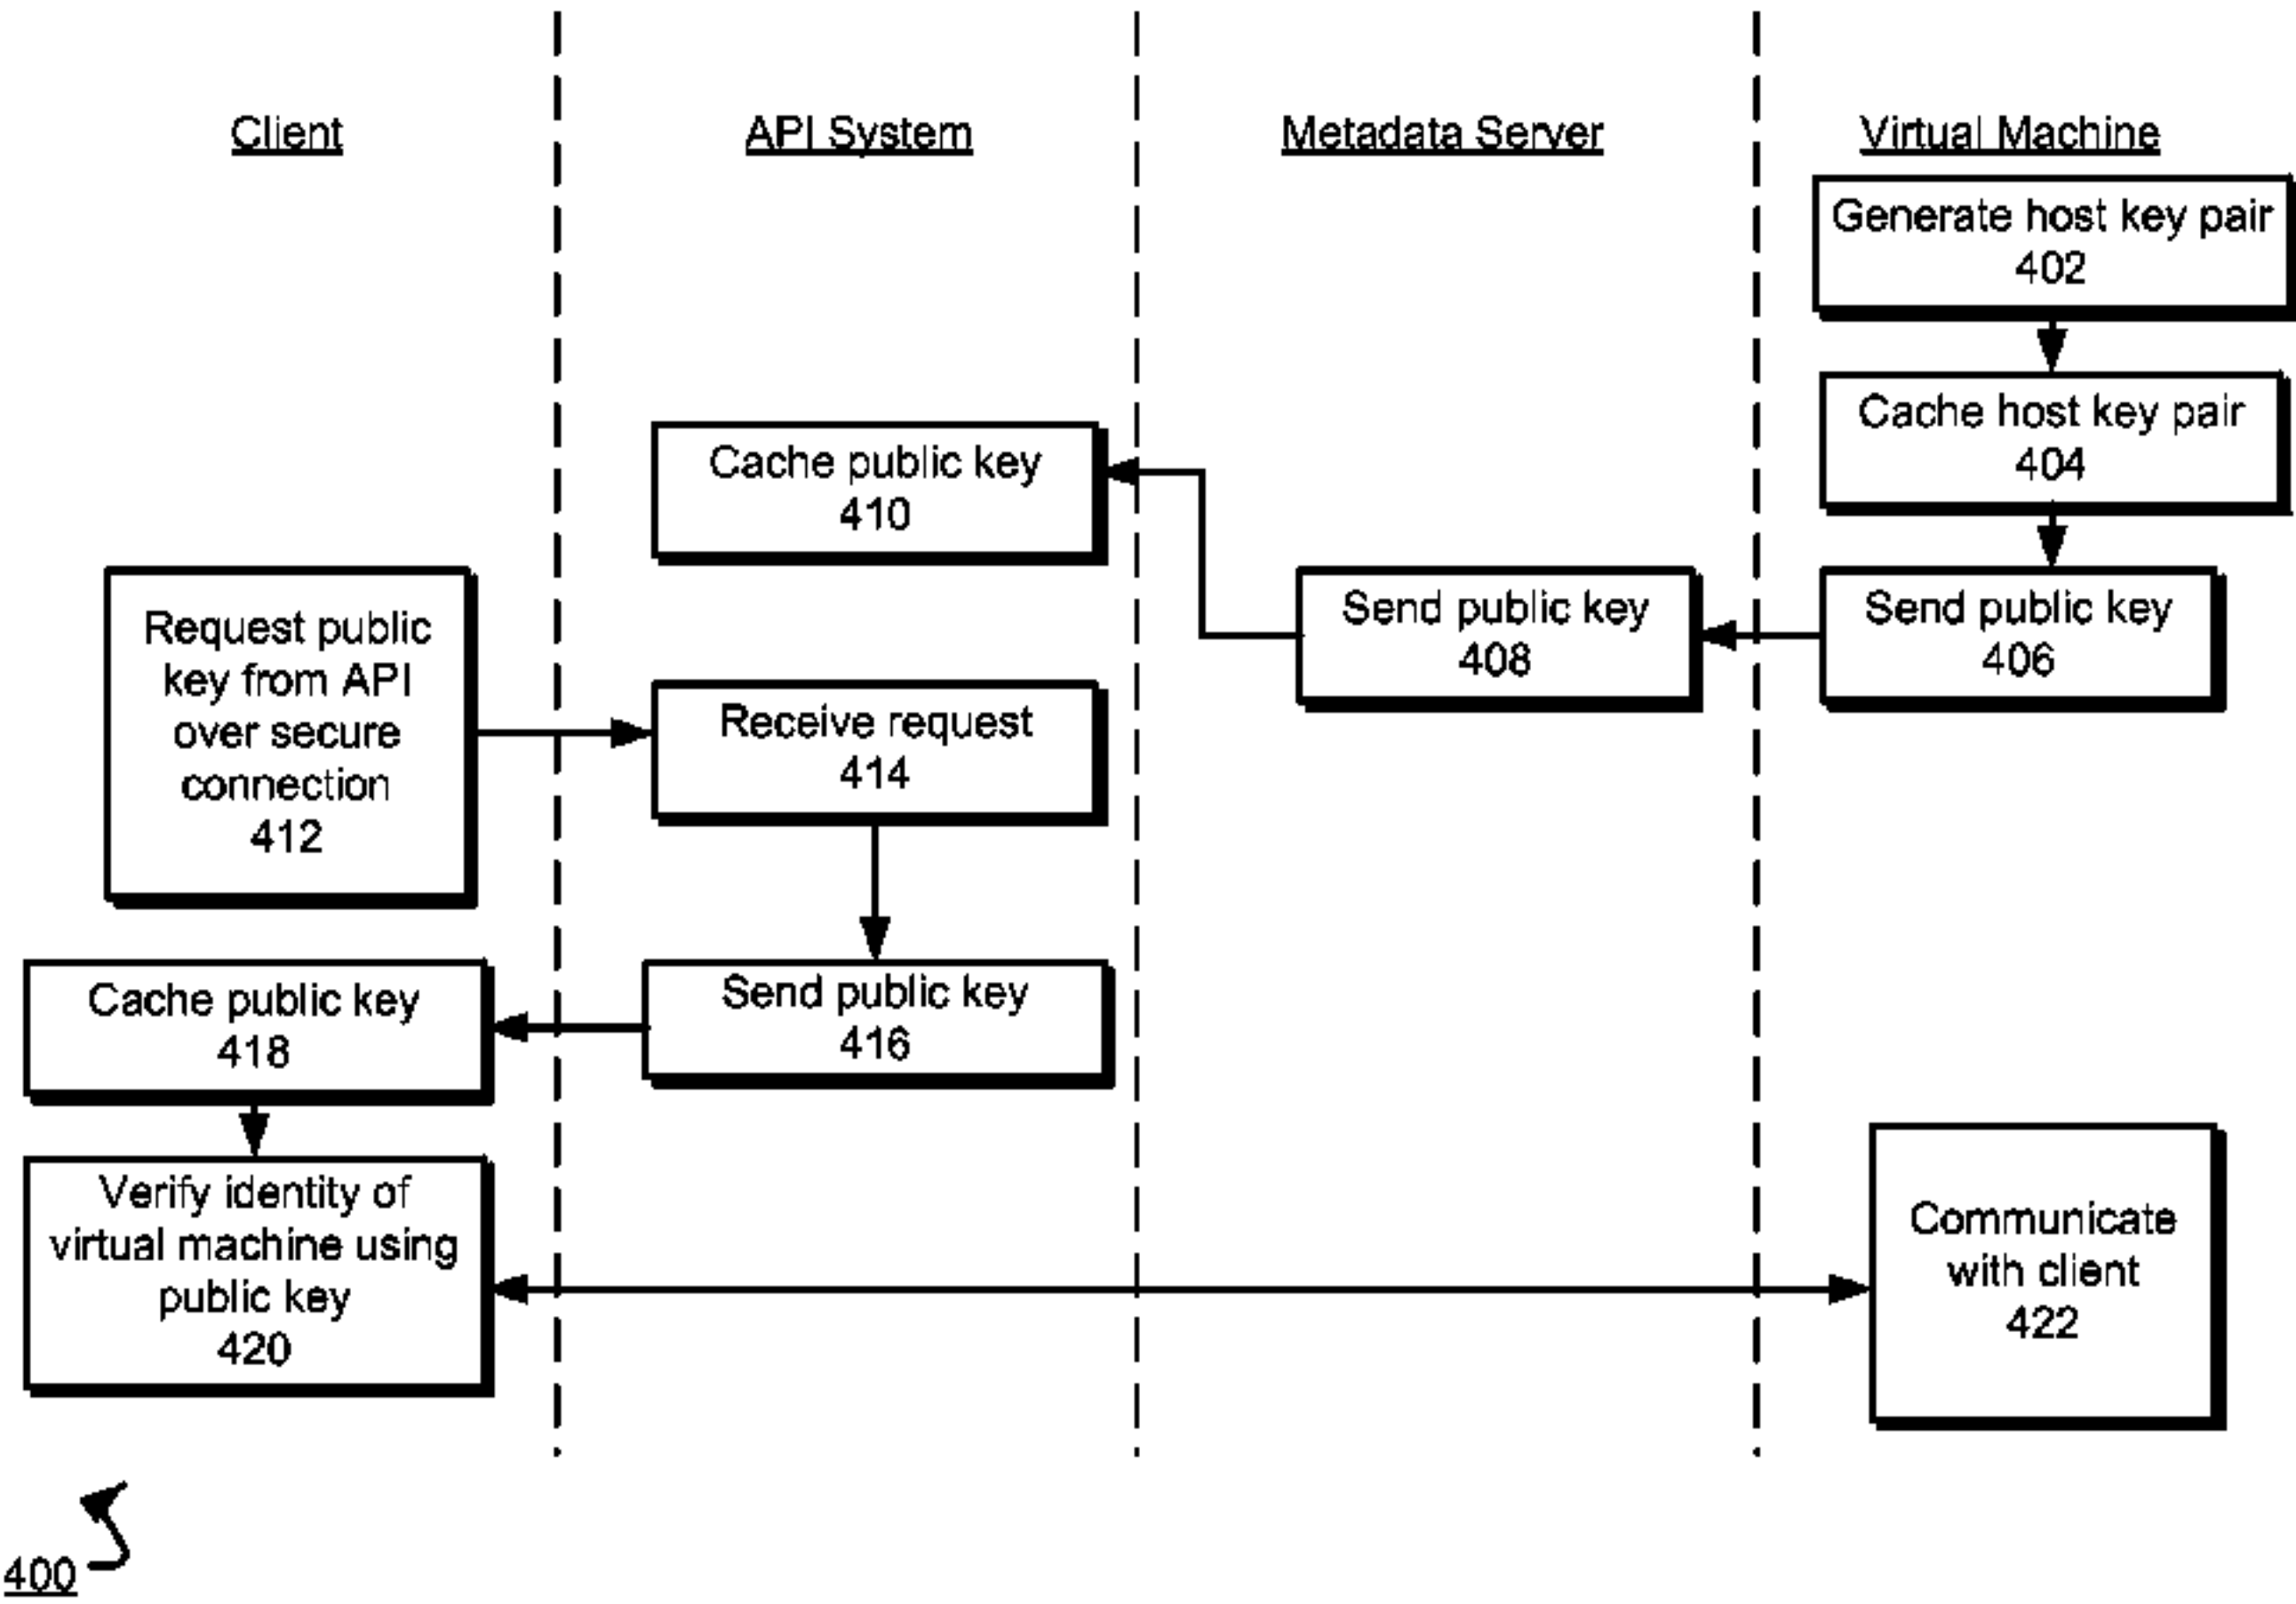 Client
API System
Metadata Server
Virtual Machine
Generate host key pair
402
Cache host key pair
404
Cache public key
410
Request public
key from API
over secure
connection
412
Send public key
408
Send public key
406
Receive request
414
Cache public key
418
Send public key
416
Verify identity of
virtual machine using
public key
420
Communicate
with client
422
400